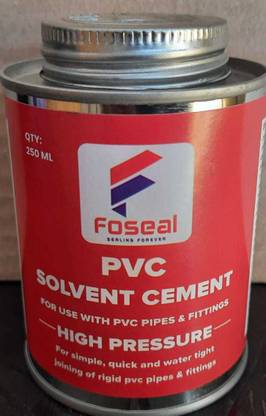 QTY:
250 ML
Foseal
SEALING FOREVER
PVC
SOLVENT CEMENT
FOR USE WITH PVC PIPES & FITTINGS
HIGH PRESSURE
For simple, quick and water tight
joining of rigid pvc pipes & fittings